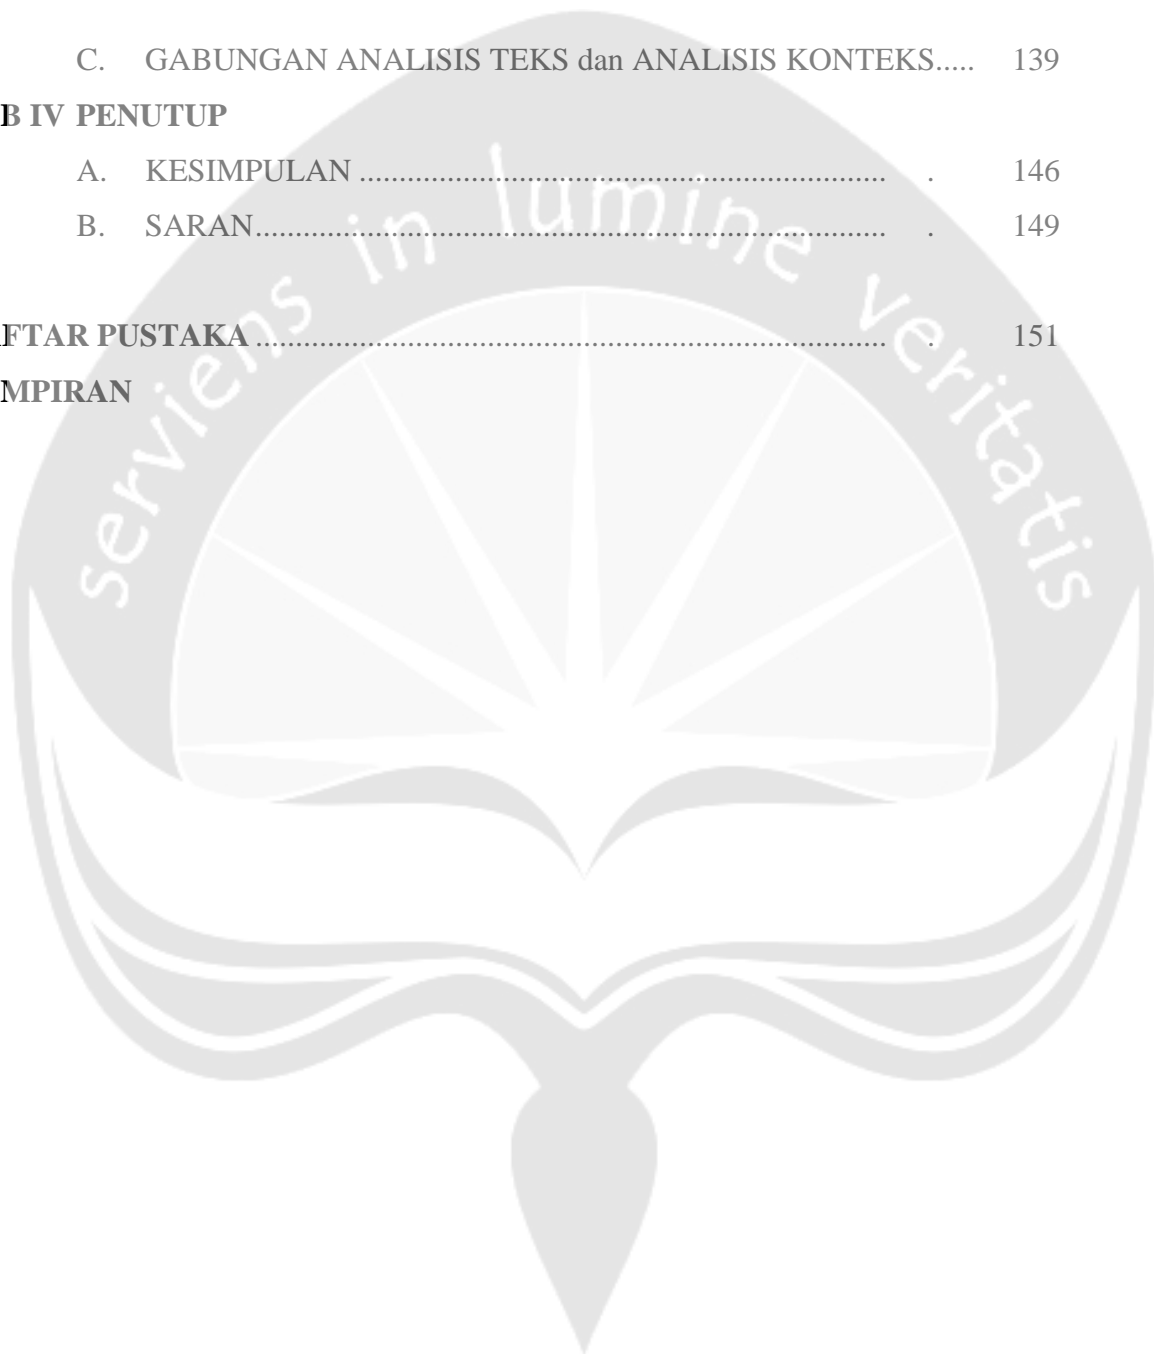 C. GABUNGAN ANALISIS TEKS dan ANALISIS KONTEKS..... 139
B IV PENUTUP
A. KESIMPULAN ........................................................ . 146
B. SARAN................................................................... . 149
FTAR PUSTAKA ................................................................... . 151
MPIRAN
serviens in lumine veritatis